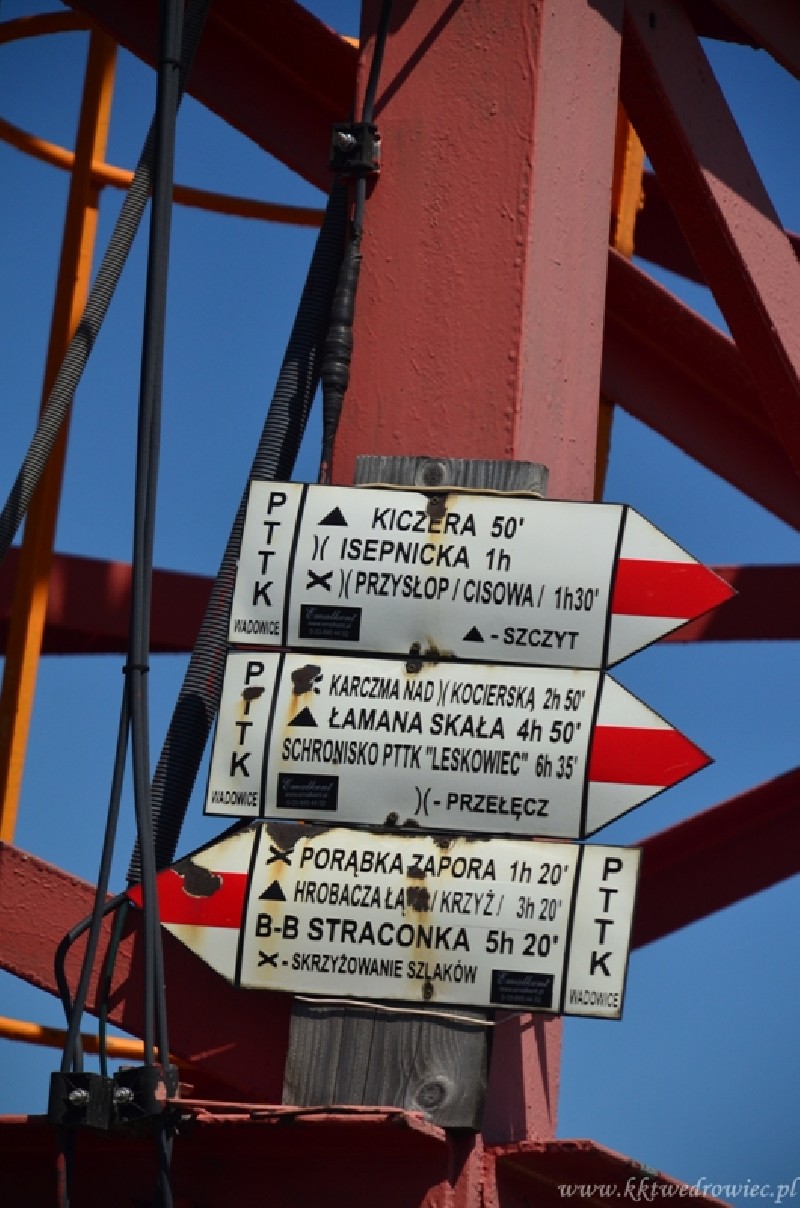 PTTK
WADOWICE
▲ KICZERA 50'
)( ISEPNICKA 1h
✕ )( PRZYSŁOP / CISOWA / 1h30'
Emalkent
▲ - SZCZYT
PTTK
WADOWICE
KARCZMA NAD )( KOCIERSKĄ 2h 50'
▲ ŁAMANA SKAŁA 4h 50'
SCHRONISKO PTTK "LESKOWIEC" 6h 35'
)( - PRZEŁĘCZ
✕ PORĄBKA ZAPORA 1h 20'
▲ HROBACZA / KRZYŻ / 3h 20'
B-B STRACONKA 5h 20'
✕ - SKRZYŻOWANIE SZLAKÓW
PTTK
WADOWICE
www.kktwedrowiec.pl